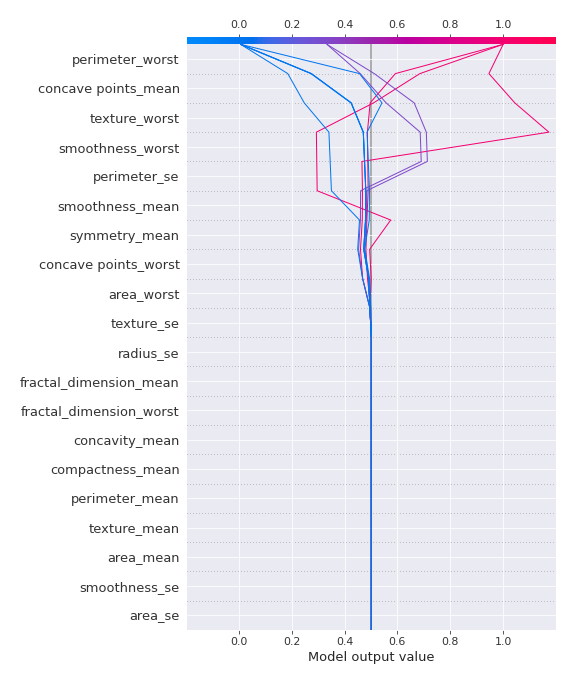 0.0 0.2 0.4 0.6 0.8 1.0
perimeter_worst
concave points_mean
texture_worst
smoothness_worst
perimeter_se
smoothness_mean
symmetry_mean
concave points_worst
area_worst
texture_se
radius_se
fractal_dimension_mean
fractal_dimension_worst
concavity_mean
compactness_mean
perimeter_mean
texture_mean
area_mean
smoothness_se
area_se
0.0 0.2 0.4 0.6 0.8 1.0
Model output value